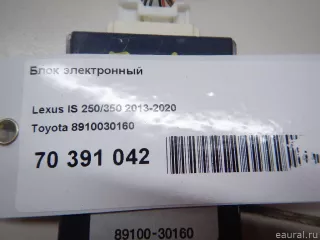 Блок электронный
Lexus IS 250/350 2013-2020
Toyota 8910030160
70 391 042
89100-30160
eaural.ru